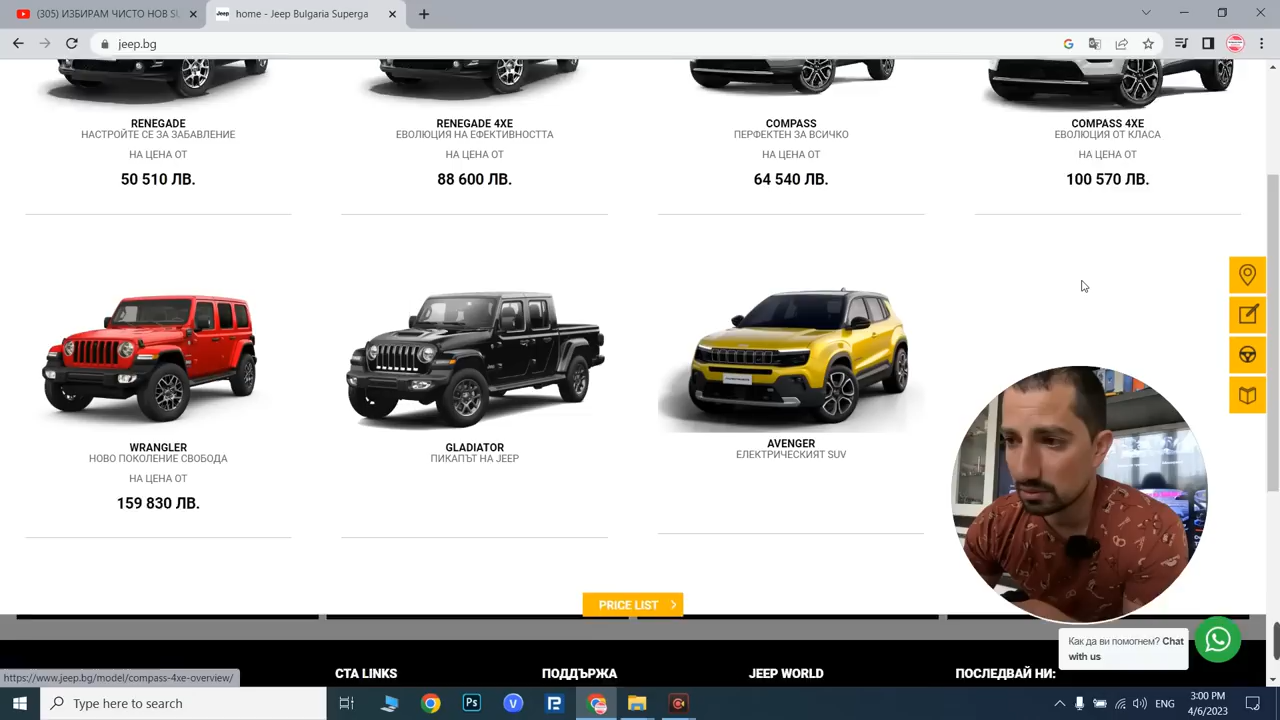 (305) ИЗБИРАМ ЧИСТО НОВ SU
home - Jeep Bulgaria Superga
jeep.bg
RENEGADE
НАСТРОЙТЕ СЕ ЗА ЗАБАВЛЕНИЕ
НА ЦЕНА ОТ
50 510 ЛВ.
RENEGADE 4XE
ЕВОЛЮЦИЯ НА ЕФЕКТИВНОСТТА
НА ЦЕНА ОТ
88 600 ЛВ.
COMPASS
ПЕРФЕКТЕН ЗА ВСИЧКО
НА ЦЕНА ОТ
64 540 ЛВ.
COMPASS 4XE
ЕВОЛЮЦИЯ ОТ КЛАСА
НА ЦЕНА ОТ
100 570 ЛВ.
WRANGLER
НОВО ПОКОЛЕНИЕ СВОБОДА
НА ЦЕНА ОТ
159 830 ЛВ.
GLADIATOR
ПИКАПЪТ НА JEEP
AVENGER
ЕЛЕКТРИЧЕСКИЯТ SUV
PRICE LIST
Как да ви помогнем? Chat
with us
https://www.jeep.bg/model/compass-4xe-overview/
CTA LINKS
ПОДДЪРЖКА
JEEP WORLD
ПОСЛЕДВАЙ НИ:
Type here to search
ENG
3:00 PM
4/6/2023